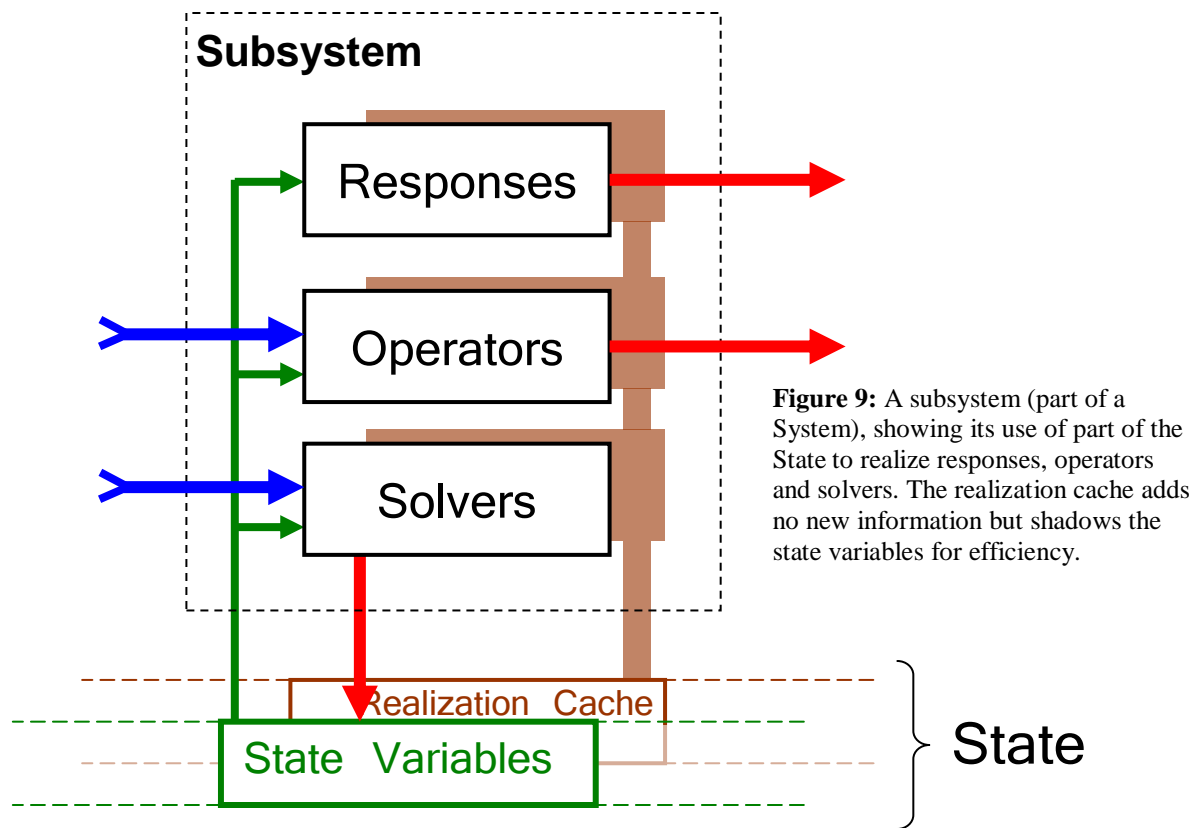 Subsystem
Responses
Operators
Solvers
Figure 9: A subsystem (part of a
System), showing its use of part of the
State to realize responses, operators
and solvers. The realization cache adds
no new information but shadows the
state variables for efficiency.
Realization Cache
State Variables
State